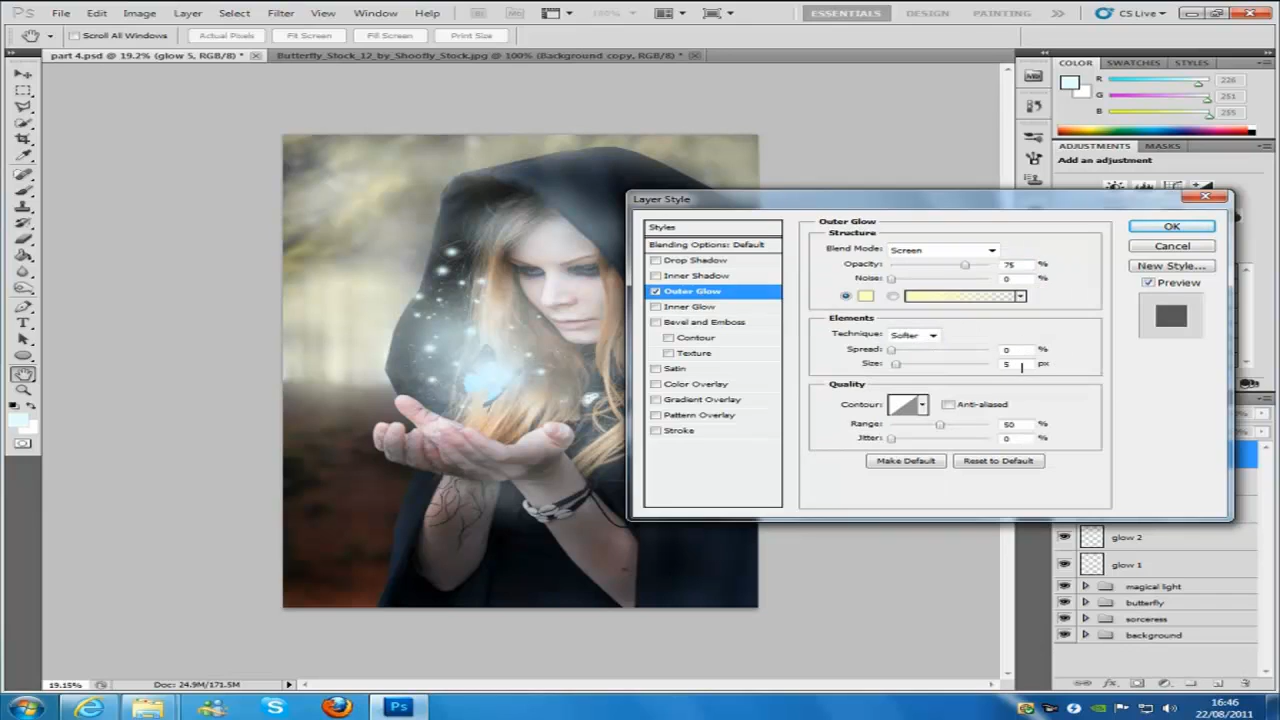 Ps File Edit Image Layer Select Filter View Window Help Br Mb 100% ESSENTIALS DESIGN PAINTING CS Live
Scroll All Windows Actual Pixels Fit Screen Fill Screen Print Size
part 4.psd @ 19.2% (glow 5, RGB/8) * Butterfly_Stock_12_by_Shoofly_Stock.jpg @ 100% (Background copy, RGB/8) *
COLOR SWATCHES STYLES
R 226
G 251
B 255
ADJUSTMENTS MASKS
Add an adjustment
Layer Style
Styles
Blending Options: Default
Drop Shadow
Inner Shadow
Outer Glow
Inner Glow
Bevel and Emboss
Contour
Texture
Satin
Color Overlay
Gradient Overlay
Pattern Overlay
Stroke
Outer Glow
Structure
Blend Mode: Screen
Opacity: 75 %
Noise: 0 %
Elements
Technique: Softer
Spread: 0 %
Size: 5 px
Quality
Contour: Anti-aliased
Range: 50 %
Jitter: 0 %
Make Default Reset to Default
OK
Cancel
New Style...
Preview
glow 2
glow 1
magical light
butterfly
sorceress
background
19.15% Doc: 24.9M/171.5M
Ps
16:46
22/08/2011